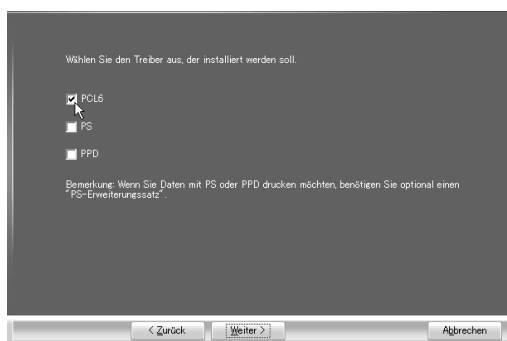 Wählen Sie den Treiber aus, der installiert werden soll.
PCL6
PS
PPD
Bemerkung: Wenn Sie Daten mit PS oder PPD drucken möchten, benötigen Sie optional einen
"PS-Erweiterungssatz".
< Zurück
Weiter >
Abbrechen